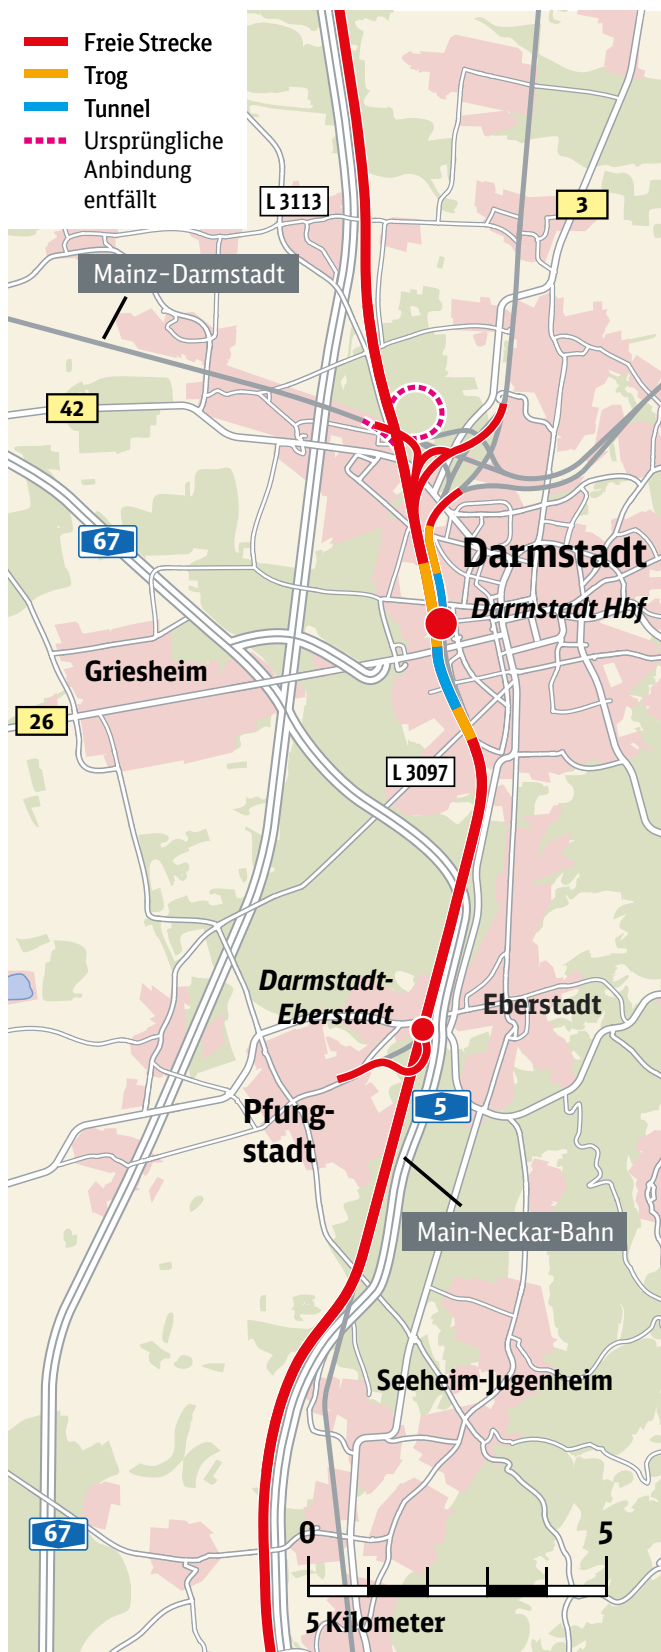 Freie Strecke
Trog
Tunnel
Ursprüngliche
Anbindung
entfällt
L 3113
3
Mainz–Darmstadt
42
67
Darmstadt
Darmstadt Hbf
Griesheim
26
L 3097
Darmstadt-
Eberstadt
Eberstadt
5
Pfung-
stadt
Main-Neckar-Bahn
Seeheim-Jugenheim
67
0 5
5 Kilometer